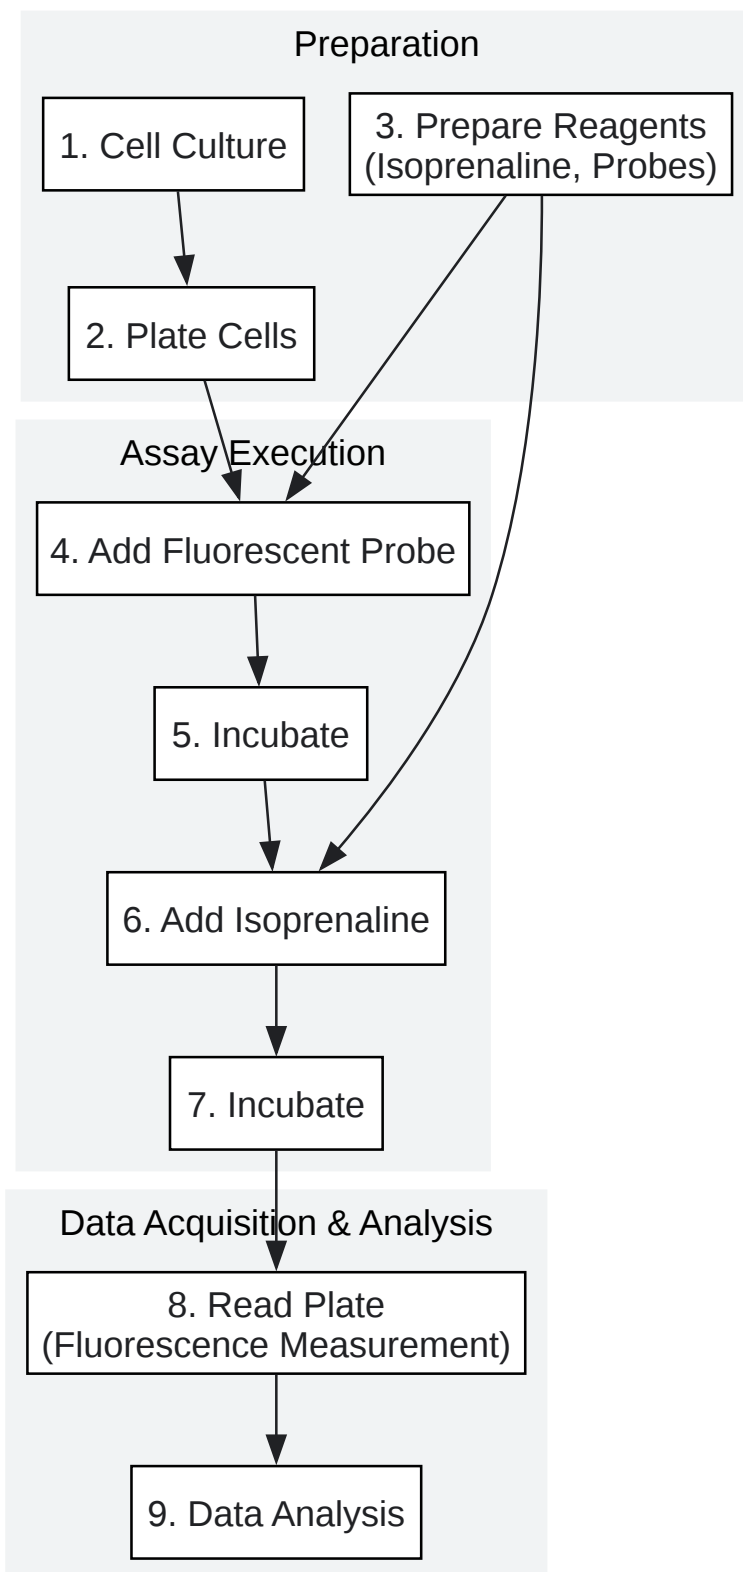 Preparation
1. Cell Culture
3. Prepare Reagents
(Isoprenaline, Probes)
2. Plate Cells
Assay Execution
4. Add Fluorescent Probe
5. Incubate
6. Add Isoprenaline
7. Incubate
Data Acquisition & Analysis
8. Read Plate
(Fluorescence Measurement)
9. Data Analysis